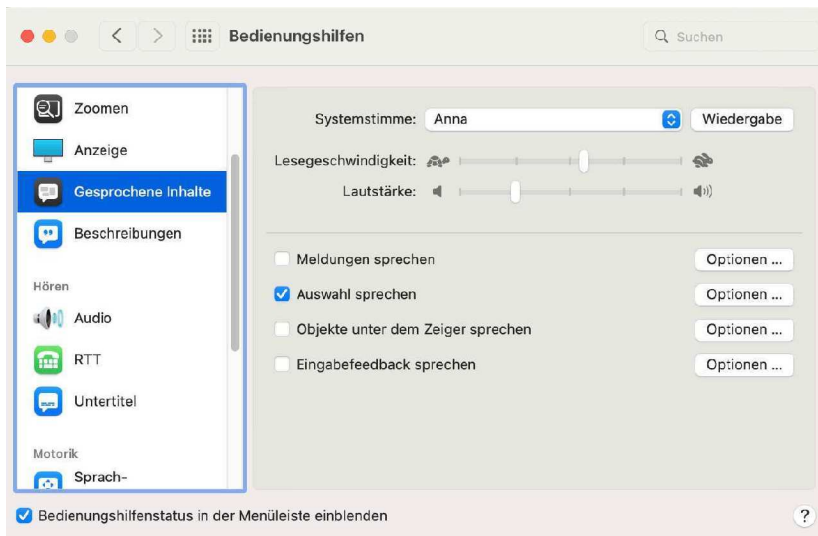 Bedienungshilfen
Suchen
Zoomen
Anzeige
Gesprochene Inhalte
Beschreibungen
Hören
Audio
RTT
Untertitel
Motorik
Sprach-
Systemstimme: Anna Wiedergabe
Lesegeschwindigkeit:
Lautstärke:
Meldungen sprechen Optionen ...
Auswahl sprechen Optionen ...
Objekte unter dem Zeiger sprechen Optionen ...
Eingabefeedback sprechen Optionen ...
Bedienungshilfenstatus in der Menüleiste einblenden ?